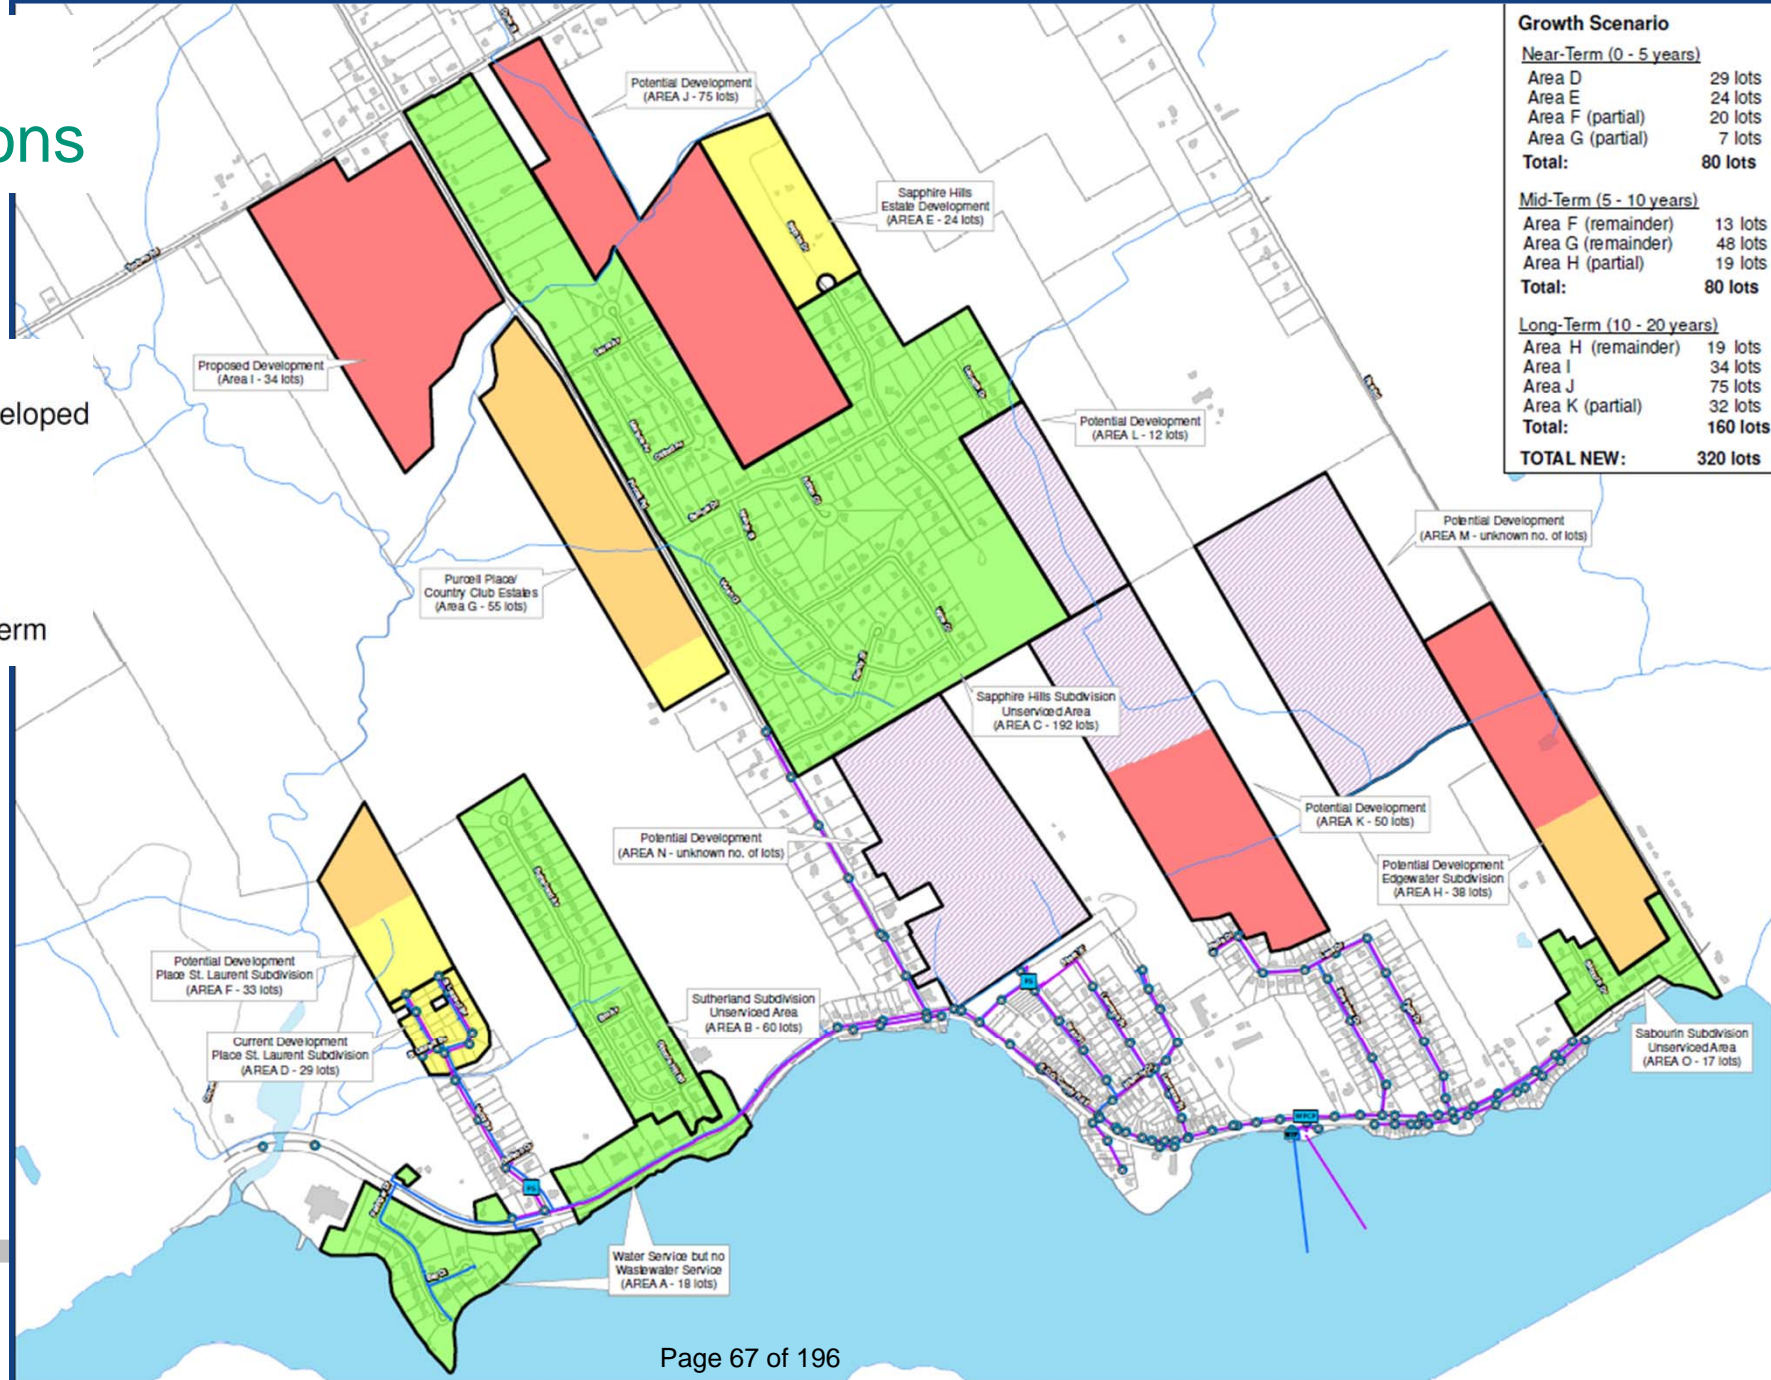 ons
eloped
erm
Growth Scenario
Near-Term (0 - 5 years)
Area D 29 lots
Area E 24 lots
Area F (partial) 20 lots
Area G (partial) 7 lots
Total: 80 lots
Mid-Term (5 - 10 years)
Area F (remainder) 13 lots
Area G (remainder) 48 lots
Area H (partial) 19 lots
Total: 80 lots
Long-Term (10 - 20 years)
Area H (remainder) 19 lots
Area I 34 lots
Area J 75 lots
Area K (partial) 32 lots
Total: 160 lots
TOTAL NEW: 320 lots
Potential Development
(AREA J - 75 lots)
Sapphire Hills
Estate Development
(AREA E - 24 lots)
Proposed Development
(Area I - 34 lots)
Potential Development
(AREA L - 12 lots)
Potential Development
(AREA M - unknown no. of lots)
Purcell Place/
Country Club Estates
(Area G - 55 lots)
Sapphire Hills Subdivision
Unserviced Area
(AREA C - 192 lots)
Potential Development
(AREA K - 50 lots)
Potential Development
(AREA N - unknown no. of lots)
Potential Development
Edgewater Subdivision
(AREA H - 38 lots)
Potential Development
Place St. Laurent Subdivision
(AREA F - 33 lots)
Sutherland Subdivision
Unserviced Area
(AREA B - 60 lots)
Current Development
Place St. Laurent Subdivision
(AREA D - 29 lots)
Sabourin Subdivision
Unserviced Area
(AREA O - 17 lots)
PS
WPCP
PS
Water Service but no
Wastewater Service
(AREA A - 18 lots)
Page 67 of 196